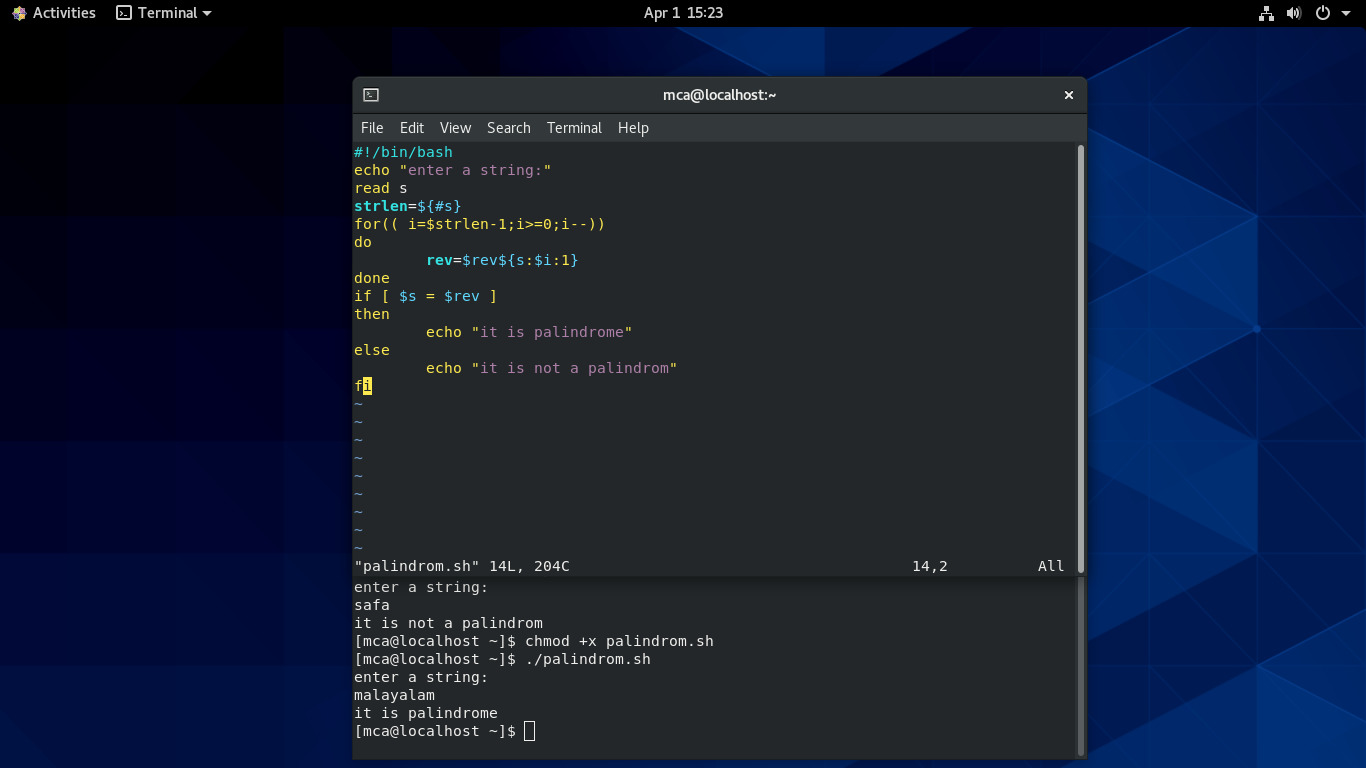 Activities Terminal Apr 1 15:23
mca@localhost:~ ×
File Edit View Search Terminal Help
#!/bin/bash
echo "enter a string:"
read s
strlen=${#s}
for(( i=$strlen-1;i>=0;i--))
do
        rev=$rev${s:$i:1}
done
if [ $s = $rev ]
then
        echo "it is palindrome"
else
        echo "it is not a palindrom"
fi
~
~
~
~
~
~
~
~
~
"palindrom.sh" 14L, 204C 14,2 All
enter a string:
safa
it is not a palindrom
[mca@localhost ~]$ chmod +x palindrom.sh
[mca@localhost ~]$ ./palindrom.sh
enter a string:
malayalam
it is palindrome
[mca@localhost ~]$